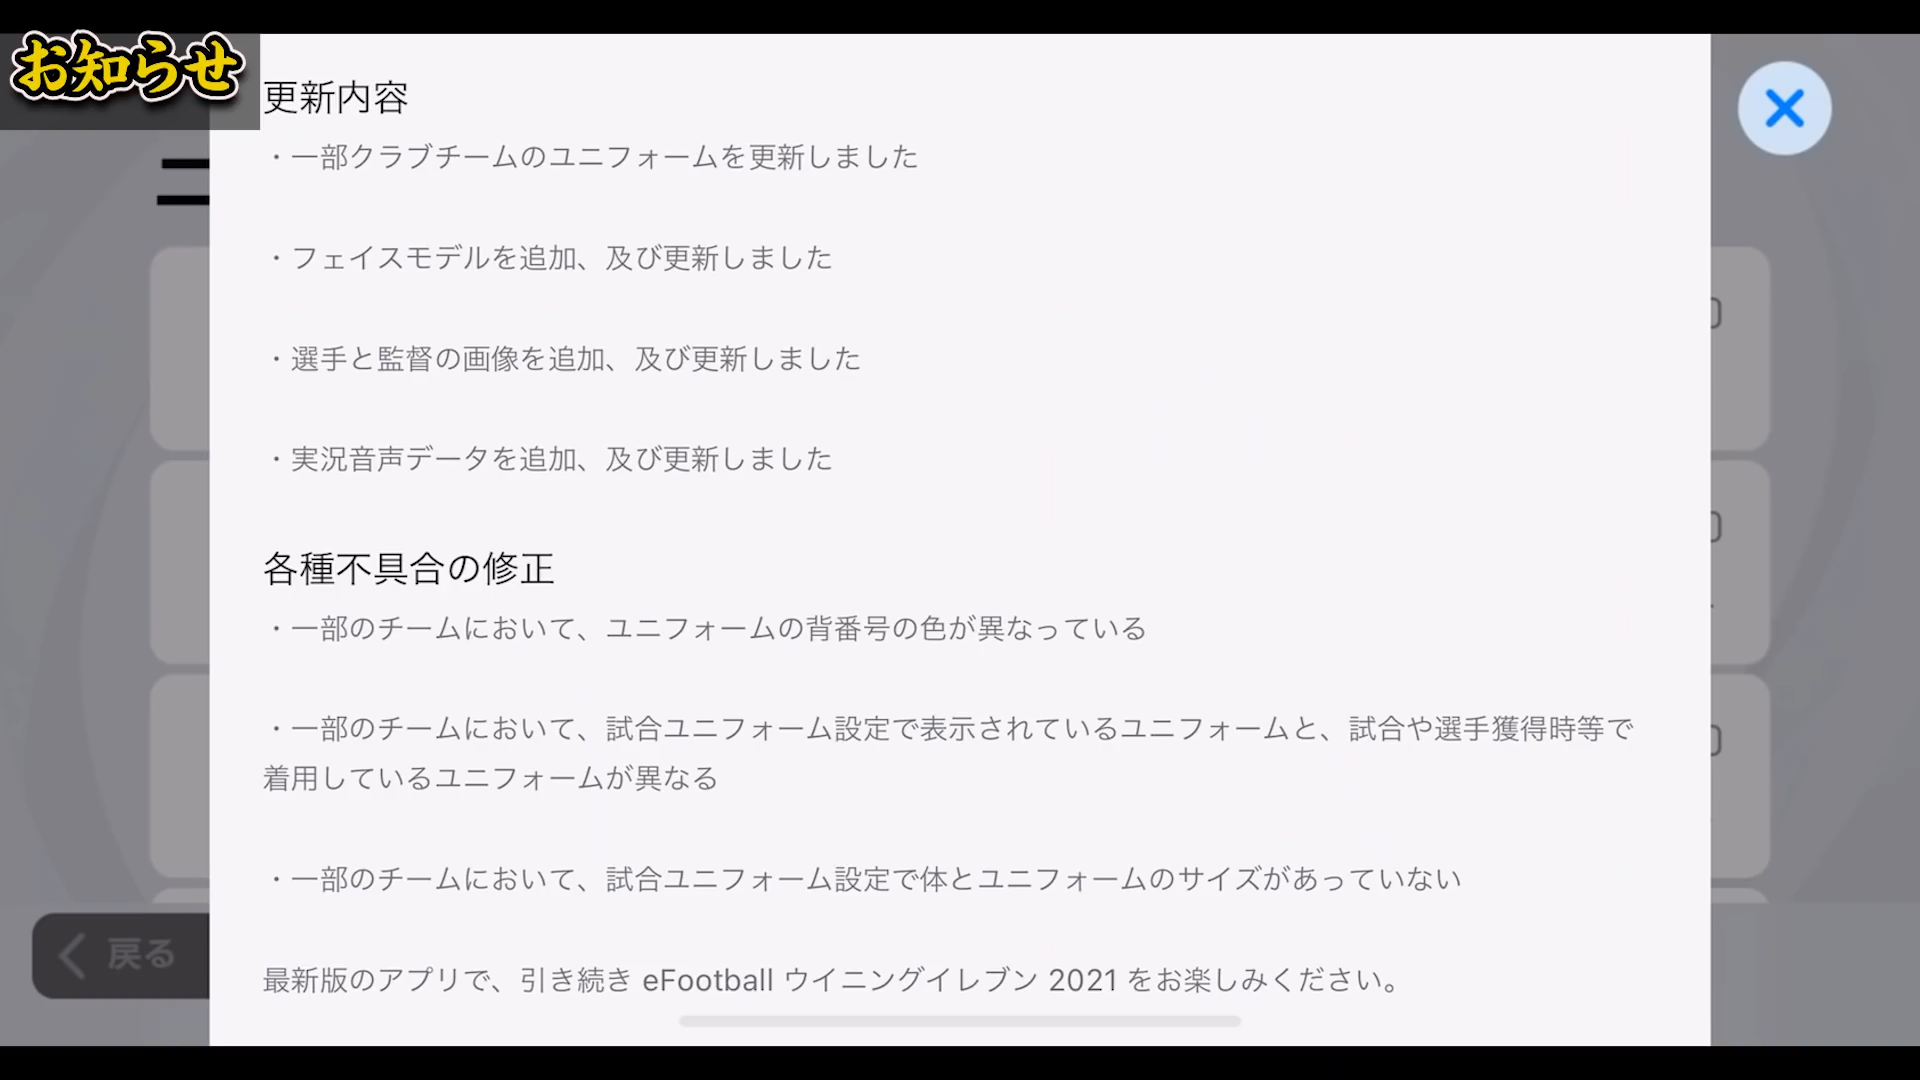 お知らせ
更新内容
・一部クラブチームのユニフォームを更新しました
・フェイスモデルを追加、及び更新しました
・選手と監督の画像を追加、及び更新しました
・実況音声データを追加、及び更新しました
各種不具合の修正
・一部のチームにおいて、ユニフォームの背番号の色が異なっている
・一部のチームにおいて、試合ユニフォーム設定で表示されているユニフォームと、試合や選手獲得時等で
着用しているユニフォームが異なる
・一部のチームにおいて、試合ユニフォーム設定で体とユニフォームのサイズがあっていない
戻る
最新版のアプリで、引き続き eFootball ウイニングイレブン 2021 をお楽しみください。